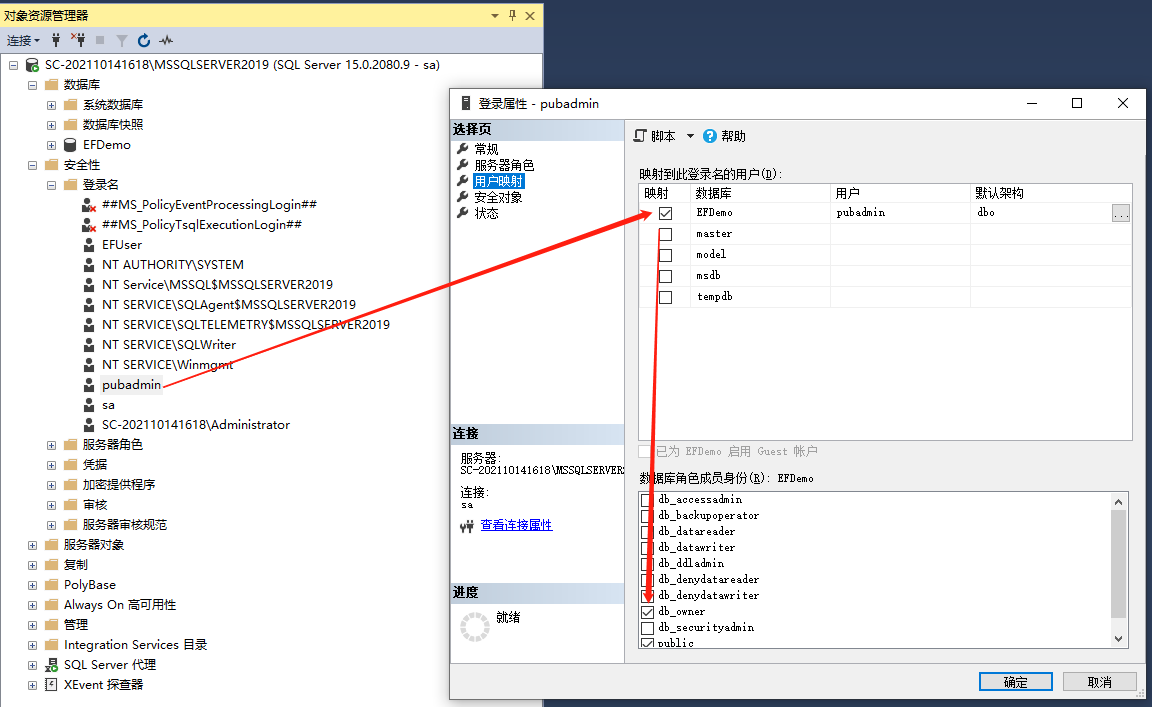 对象资源管理器
连接
SC-202110141618\MSSQLSERVER2019 (SQL Server 15.0.2080.9 - sa)
数据库
系统数据库
数据库快照
EFDemo
安全性
登录名
##MS_PolicyEventProcessingLogin##
##MS_PolicyTsqlExecutionLogin##
EFUser
NT AUTHORITY\SYSTEM
NT Service\MSSQL$MSSQLSERVER2019
NT SERVICE\SQLAgent$MSSQLSERVER2019
NT SERVICE\SQLTELEMETRY$MSSQLSERVER2019
NT SERVICE\SQLWriter
NT SERVICE\Winmgmt
pubadmin
sa
SC-202110141618\Administrator
服务器角色
凭据
加密提供程序
审核
服务器审核规范
服务器对象
复制
PolyBase
Always On 高可用性
管理
Integration Services 目录
SQL Server 代理
XEvent 探查器
登录属性 - pubadmin
选择页
常规
服务器角色
用户映射
安全对象
状态
连接
服务器:
SC-202110141618\MSSQLSERVER
连接:
sa
查看连接属性
进度
就绪
脚本
帮助
映射到此登录名的用户(D):
映射 数据库 用户 默认架构
EFDemo pubadmin dbo ...
master
model
msdb
tempdb
已为 EFDemo 启用 Guest 帐户
数据库角色成员身份(R): EFDemo
db_accessadmin
db_backupoperator
db_datareader
db_datawriter
db_ddladmin
db_denydatareader
db_denydatawriter
db_owner
db_securityadmin
public
确定
取消